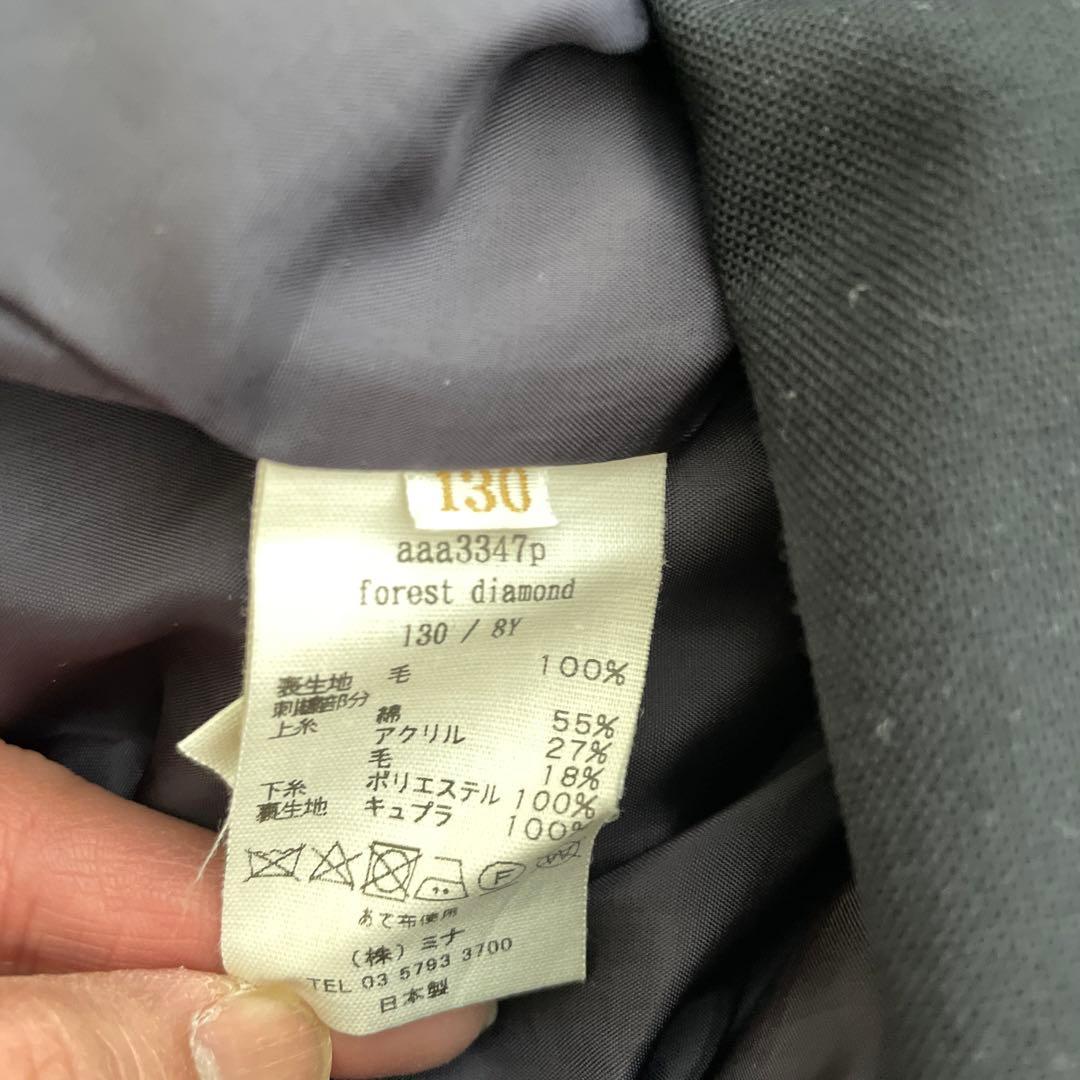 130
aaa3347p
forest diamond
130 / 8Y
表生地 毛 100%
刺繍部分
上糸 綿 55%
アクリル 27%
毛 18%
下糸 ポリエステル 100%
裏生地 キュプラ 100%
F
W
あて布使用
(株)ミナ
TEL 03 5793 3700
日本製